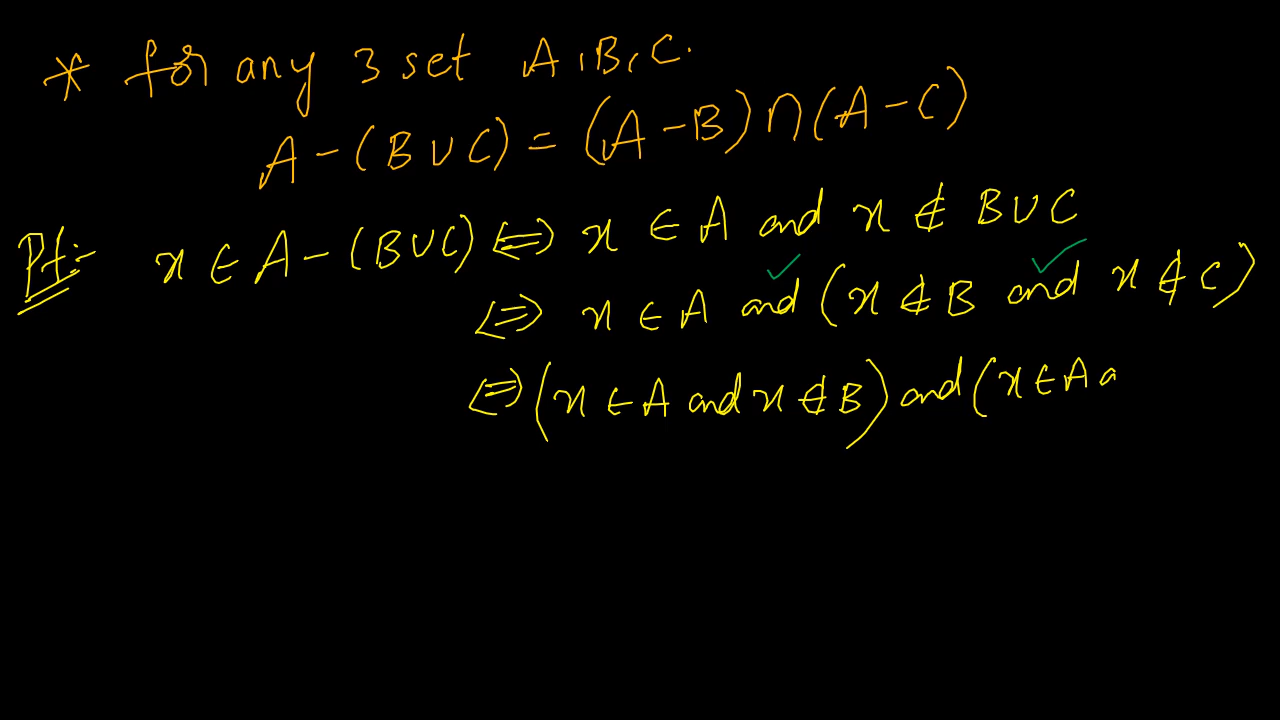 * for any 3 set A, B, C.
A - (B ∪ C) = (A - B) ∩ (A - C)
Pf:- x ∈ A - (B ∪ C) ⇔ x ∈ A and x ∉ B ∪ C
⇔ x ∈ A and (x ∉ B and x ∉ C)
⇔ (x ∈ A and x ∉ B) and (x ∈ A a